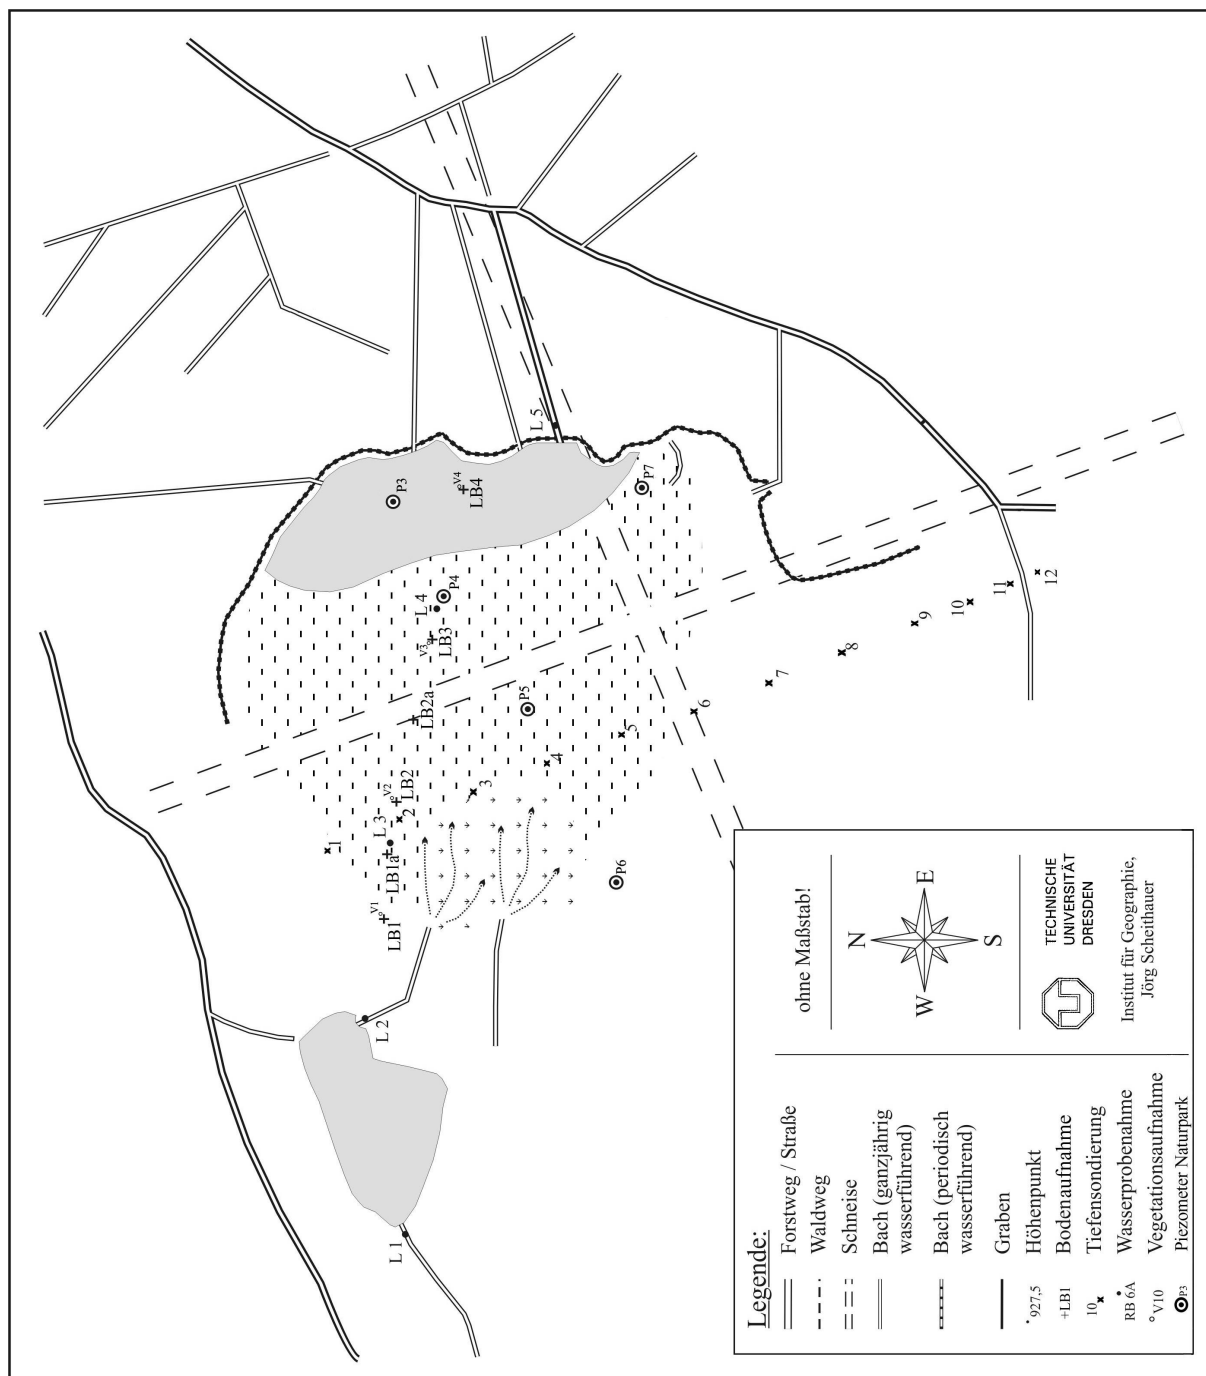 L 1
L 2
LB1
V1
LB1a
L 3
1
2
LB2
V2
3
LB2a
4
5
6
P6
P5
V3
LB3
L 4
P4
P3
V4
LB4
L 5
P7
7
8
9
10
11
12
Legende:
Forstweg / Straße
Waldweg
Schneise
Bach (ganzjährig
wasserführend)
Bach (periodisch
wasserführend)
Graben
927,5 Höhenpunkt
+LB1 Bodenaufnahme
10 Tiefensondierung
RB 6A Wasserprobenahme
V10 Vegetationsaufnahme
P3 Piezometer Naturpark
ohne Maßstab!
N
W E
S
TECHNISCHE
UNIVERSITÄT
DRESDEN
Institut für Geographie,
Jörg Scheithauer